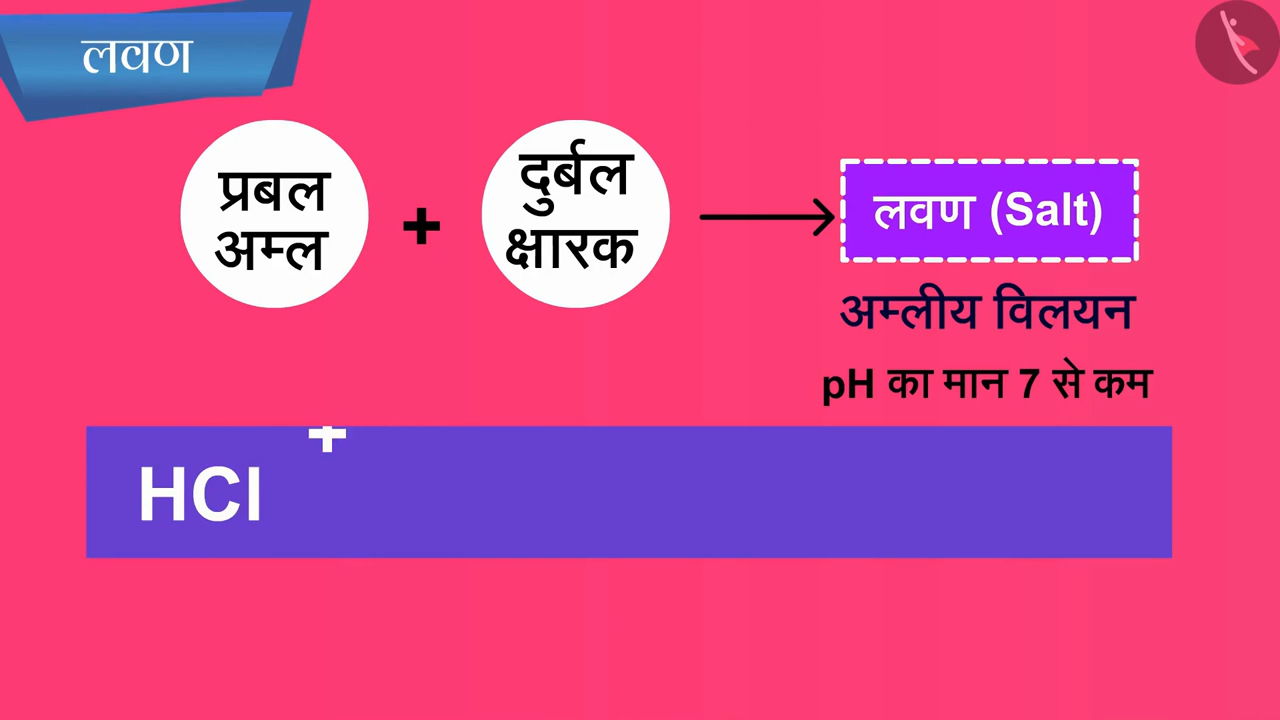 लवण
प्रबल
अम्ल
+
दुर्बल
क्षारक
लवण (Salt)
अम्लीय विलयन
pH का मान 7 से कम
HCl +